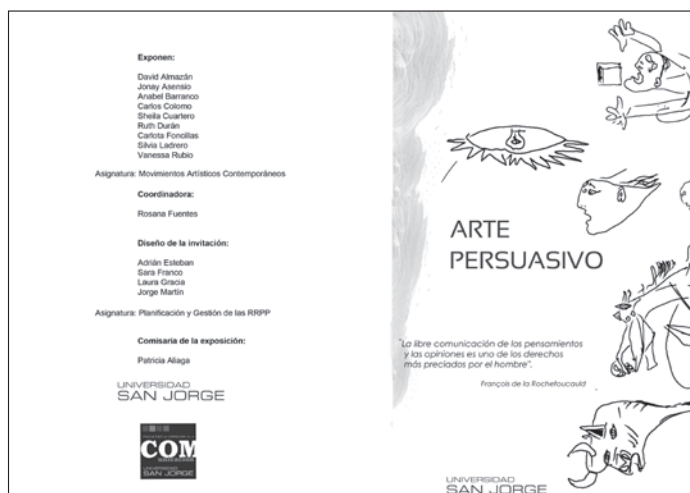 Exponen:
David Almazán
Jonay Asensio
Anabel Barranco
Carlos Colomo
Sheila Cuartero
Ruth Durán
Carlota Foncillas
Silvia Ladrero
Vanessa Rubio
Asignatura: Movimientos Artísticos Contemporáneos
Coordinadora:
Rosana Fuentes
Diseño de la invitación:
Adrián Esteban
Sara Franco
Laura Gracia
Jorge Martín
Asignatura: Planificación y Gestión de las RRPP
Comisaria de la exposición:
Patricia Aliaga
UNIVERSIDAD
SAN JORGE
COM
UNIVERSIDAD
SAN JORGE
ARTE
PERSUASIVO
"La libre comunicación de los pensamientos
y las opiniones es uno de los derechos
más preciados por el hombre".
François de la Rochefoucauld
UNIVERSIDAD
SAN JORGE